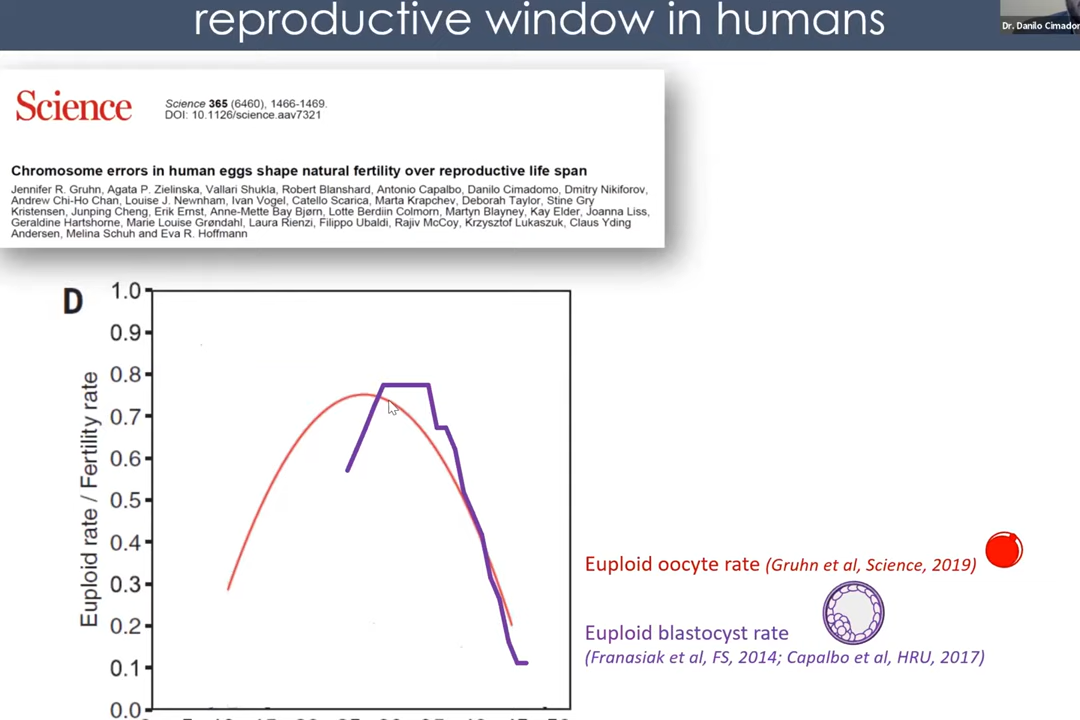 reproductive window in humans
Dr. Danilo Cimador
Science
Science 365 (6460), 1466-1469.
DOI: 10.1126/science.aav7321
Chromosome errors in human eggs shape natural fertility over reproductive life span
Jennifer R. Gruhn, Agata P. Zielinska, Vallari Shukla, Robert Blanshard, Antonio Capalbo, Danilo Cimadomo, Dmitry Nikiforov,
Andrew Chi-Ho Chan, Louise J. Newnham, Ivan Vogel, Catello Scarica, Marta Krapchev, Deborah Taylor, Stine Gry
Kristensen, Junping Cheng, Erik Ernst, Anne-Mette Bay Bjørn, Lotte Berdiin Colmorn, Martyn Blayney, Kay Elder, Joanna Liss,
Geraldine Hartshorne, Marie Louise Grøndahl, Laura Rienzi, Filippo Ubaldi, Rajiv McCoy, Krzysztof Lukaszuk, Claus Yding
Andersen, Melina Schuh and Eva R. Hoffmann
D
1.0
0.9
0.8
0.7
0.6
0.5
0.4
0.3
0.2
0.1
0.0
Euploid rate / Fertility rate
Euploid oocyte rate (Gruhn et al, Science, 2019)
Euploid blastocyst rate
(Franasiak et al, FS, 2014; Capalbo et al, HRU, 2017)